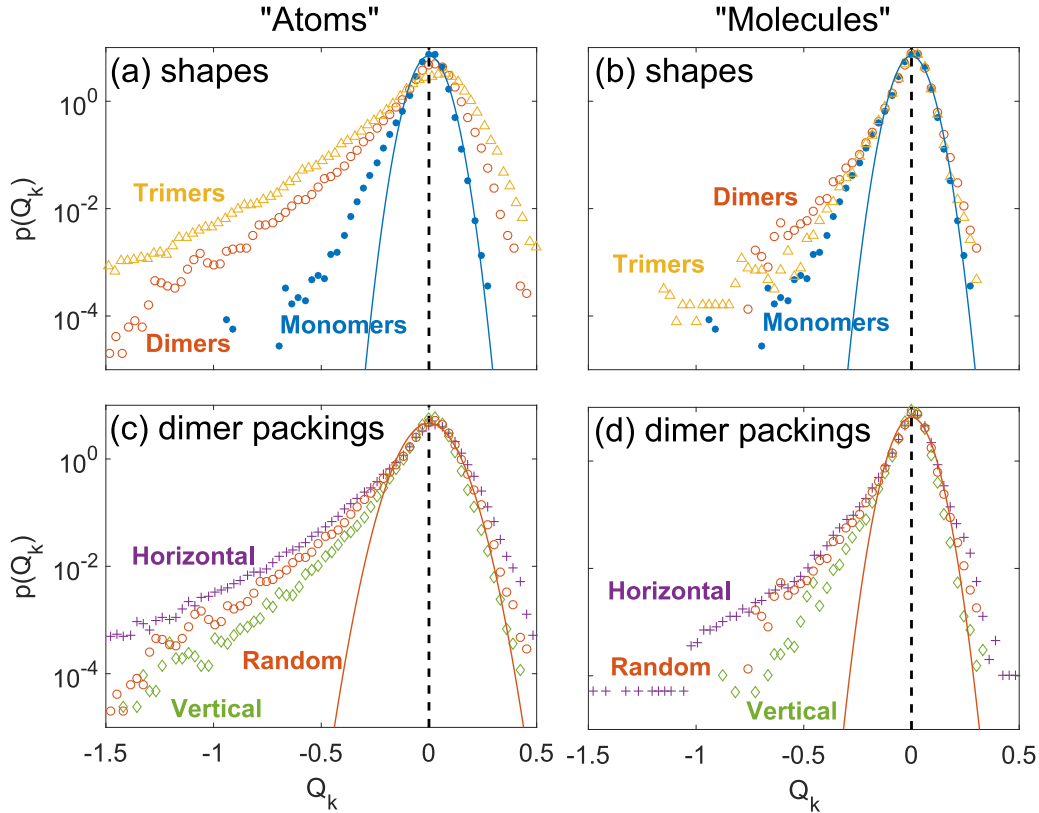 "Atoms"
"Molecules"
(a) shapes
(b) shapes
p(Q_k)
10^0
10^-2
10^-4
Trimers
Dimers
Monomers
Dimers
Trimers
Monomers
(c) dimer packings
(d) dimer packings
p(Q_k)
10^0
10^-2
10^-4
Horizontal
Random
Vertical
Horizontal
Random
Vertical
-1.5 -1 -0.5 0 0.5
-1.5 -1 -0.5 0 0.5
Q_k
Q_k